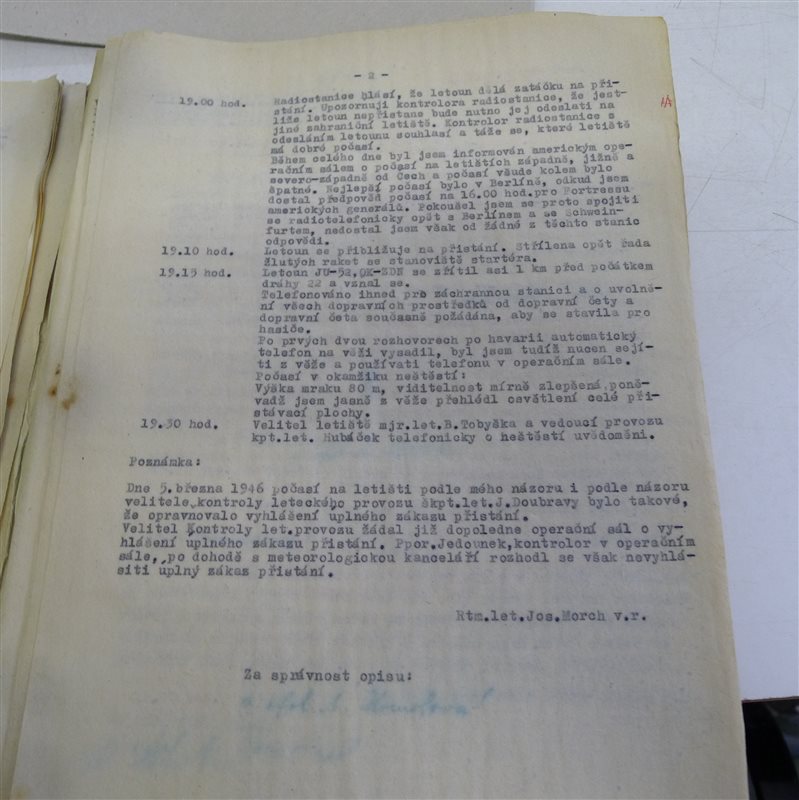 - 2 -
19.00 hod. Radiostanice hlásí, že letoun dělá zatáčku na při-
stání. Upozornuji kontrolora radiostanice, že jest-
liže letoun nepřistane bude nutno jej odeslati na
jiné zahraniční letiště. Kontrolor radiostanice s
odesláním letounu souhlasí a táže se, které letiště
má dobré počasí.
Během celého dne byl jsem informován americkým ope-
račním sálem o počasí na letištích západně, jižně a
severo-západně od Čech a počasí všude kolem bylo
špatné. Nejlepší počasí bylo v Berlíně, odkud jsem
dostal předpověď počasí na 16.00 hod.pro Fortressu
amerických generálů. Pokoušel jsem se proto spojiti
se radiotelefonicky opět s Berlínem a se Schwein-
furtem, nedostal jsem však od žádné z těchto stanic
odpovědi.
19.10 hod. Letoun se přibližuje na přistání. Střílena opět řada
žlutých raket se stanoviště startéra.
19.15 hod. Letoun JU-52,OK-ZDN se zřítil asi 1 km před počátkem
dráhy 22 a vznal se.
Telefonováno ihned pro záchrannou stanici a o uvolně-
ní všech dopravních prostředků od dopravní čety a
dopravní četa současně požádána, aby se stavila pro
hasiče.
Po prvých dvou rozhovorech po havarii automatický
telefon na věži vysadil, byl jsem tudíž nucen sejí-
ti z věže a používati telefonu v operačním sále.
Počasí v okamžiku neštěstí:
Výška mraku 80 m, viditelnost mírně zlepšená,poně-
vadž jsem jasně z věže přehlédl osvětlení celé při-
stávací plochy.
19.30 hod. Velitel letiště mjr.let.B.Tobyška a vedoucí provozu
kpt.let. Hubáček telefonicky o heštěstí uvědoměni.
Poznámka:
Dne 5.března 1946 počasí na letišti podle mého názoru i podle názoru
velitele kontroly leteckého provozu škpt.let.J.Doubravy bylo takové,
že opravnovalo vyhlášení uplného zákazu přistání.
Velitel Kontroly let.provozu žádal již dopoledne operační sál o vy-
hlášení uplného zákazu přistání. Ppor.Jedounek,kontrolor v operačním
sále, po dohodě s meteorologickou kanceláří rozhodl se však nevyhlá-
siti úplný zákaz přistání.
Rtm.let.Jos.Morch v.r.
Za správnost opisu: